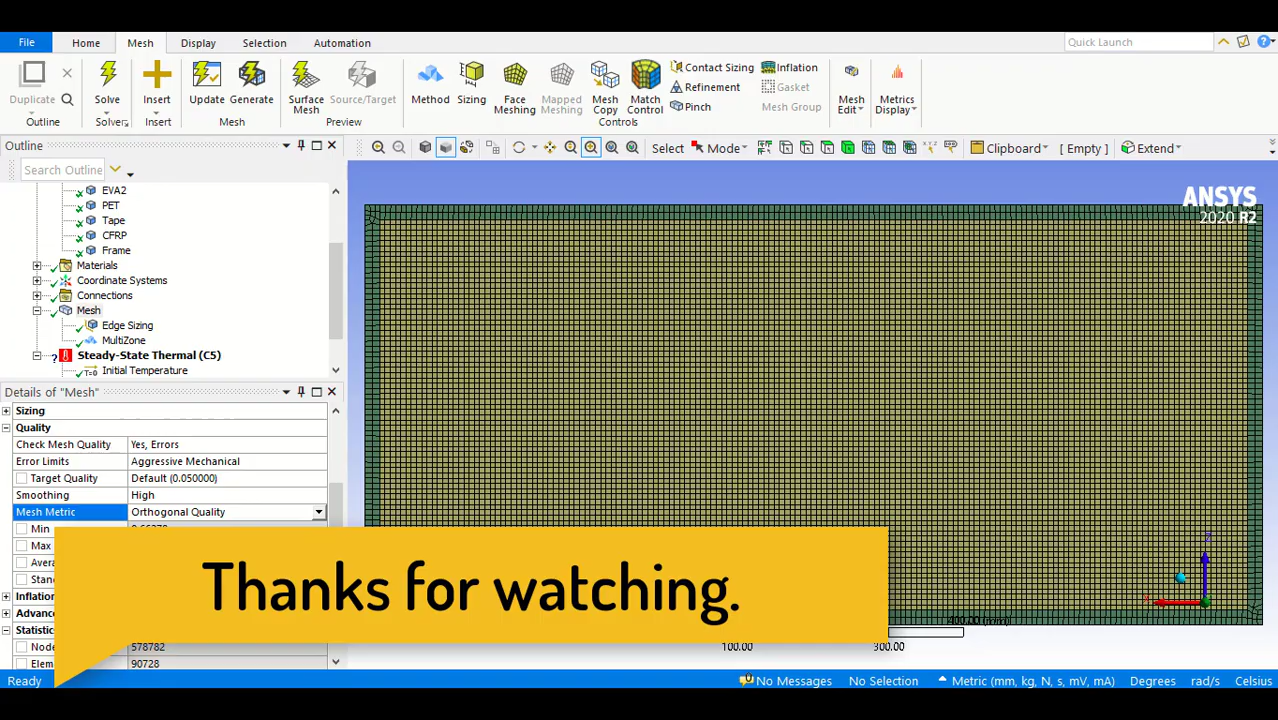 File Home Mesh Display Selection Automation Quick Launch
Duplicate Solve Insert Update Generate Surface Mesh Source/Target Method Sizing Face Meshing Mapped Meshing Mesh Copy Match Control Contact Sizing Inflation Mesh Edit Metrics Display
Refinement Gasket
Pinch Mesh Group
Outline Solver Insert Mesh Preview Controls
Outline Select Mode Clipboard [ Empty ] Extend
Search Outline
EVA2
PET
Tape
CFRP
Frame
Materials
Coordinate Systems
Connections
Mesh
Edge Sizing
MultiZone
Steady-State Thermal (C5)
T=0 Initial Temperature
ANSYS
2020 R2
Details of "Mesh"
Sizing
Quality
Check Mesh Quality Yes, Errors
Error Limits Aggressive Mechanical
Target Quality Default (0.050000)
Smoothing High
Mesh Metric Orthogonal Quality
Min
Max
Statistic
578782
90728
Thanks for watching.
400.00 (mm)
100.00 300.00
Ready 0 No Messages No Selection Metric (mm, kg, N, s, mV, mA) Degrees rad/s Celsius